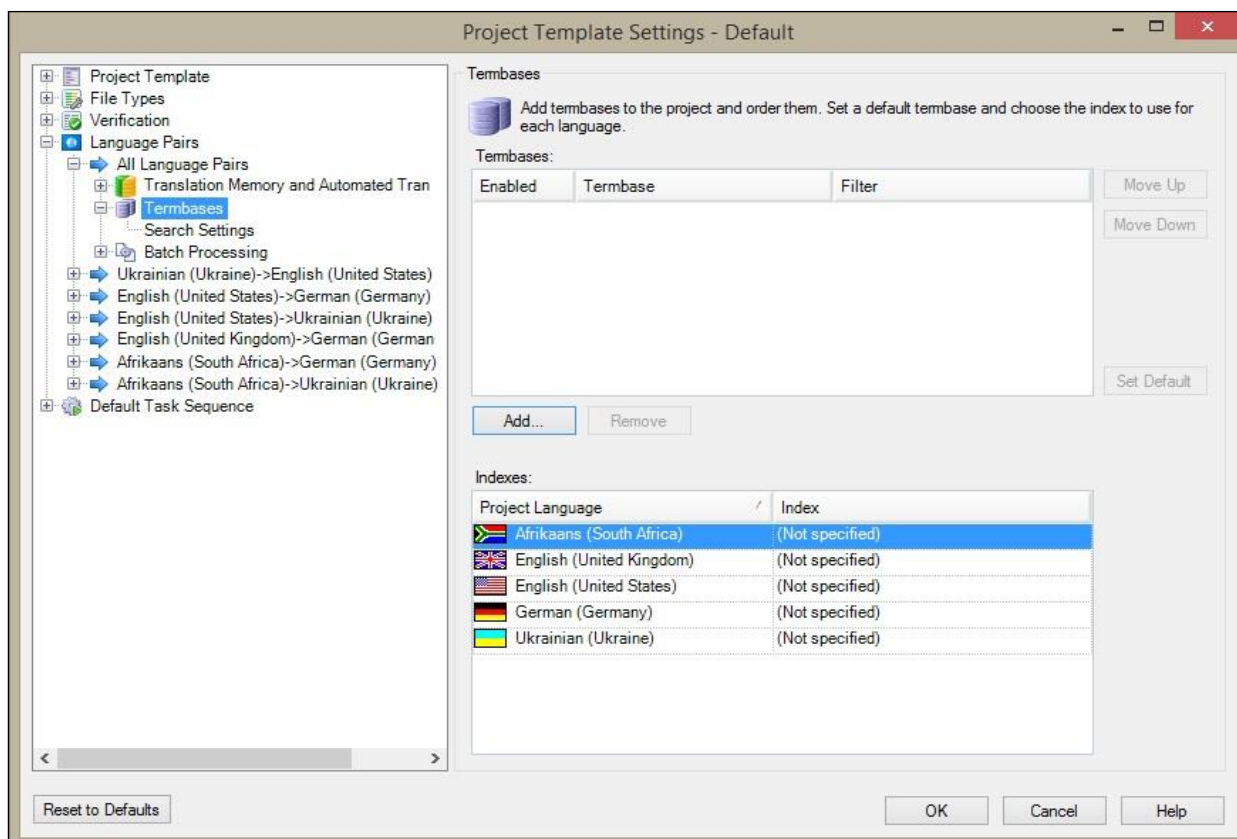 Project Template Settings - Default
Project Template
File Types
Verification
Language Pairs
All Language Pairs
Translation Memory and Automated Tran
Termbases
Search Settings
Batch Processing
Ukrainian (Ukraine)->English (United States)
English (United States)->German (Germany)
English (United States)->Ukrainian (Ukraine)
English (United Kingdom)->German (German
Afrikaans (South Africa)->German (Germany)
Afrikaans (South Africa)->Ukrainian (Ukraine)
Default Task Sequence
Termbases
Add termbases to the project and order them. Set a default termbase and choose the index to use for
each language.
Termbases:
Enabled Termbase Filter
Move Up
Move Down
Set Default
Add... Remove
Indexes:
Project Language Index
Afrikaans (South Africa) (Not specified)
English (United Kingdom) (Not specified)
English (United States) (Not specified)
German (Germany) (Not specified)
Ukrainian (Ukraine) (Not specified)
Reset to Defaults OK Cancel Help